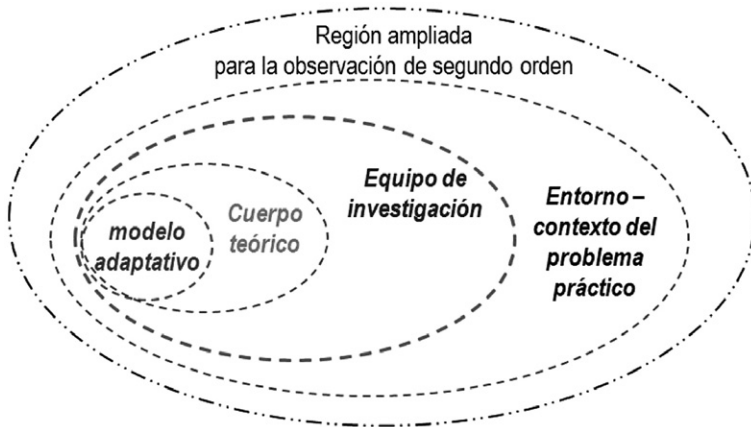 Región ampliada
para la observación de segundo orden
modelo
adaptativo
Cuerpo
teórico
Equipo de
investigación
Entorno –
contexto del
problema
práctico